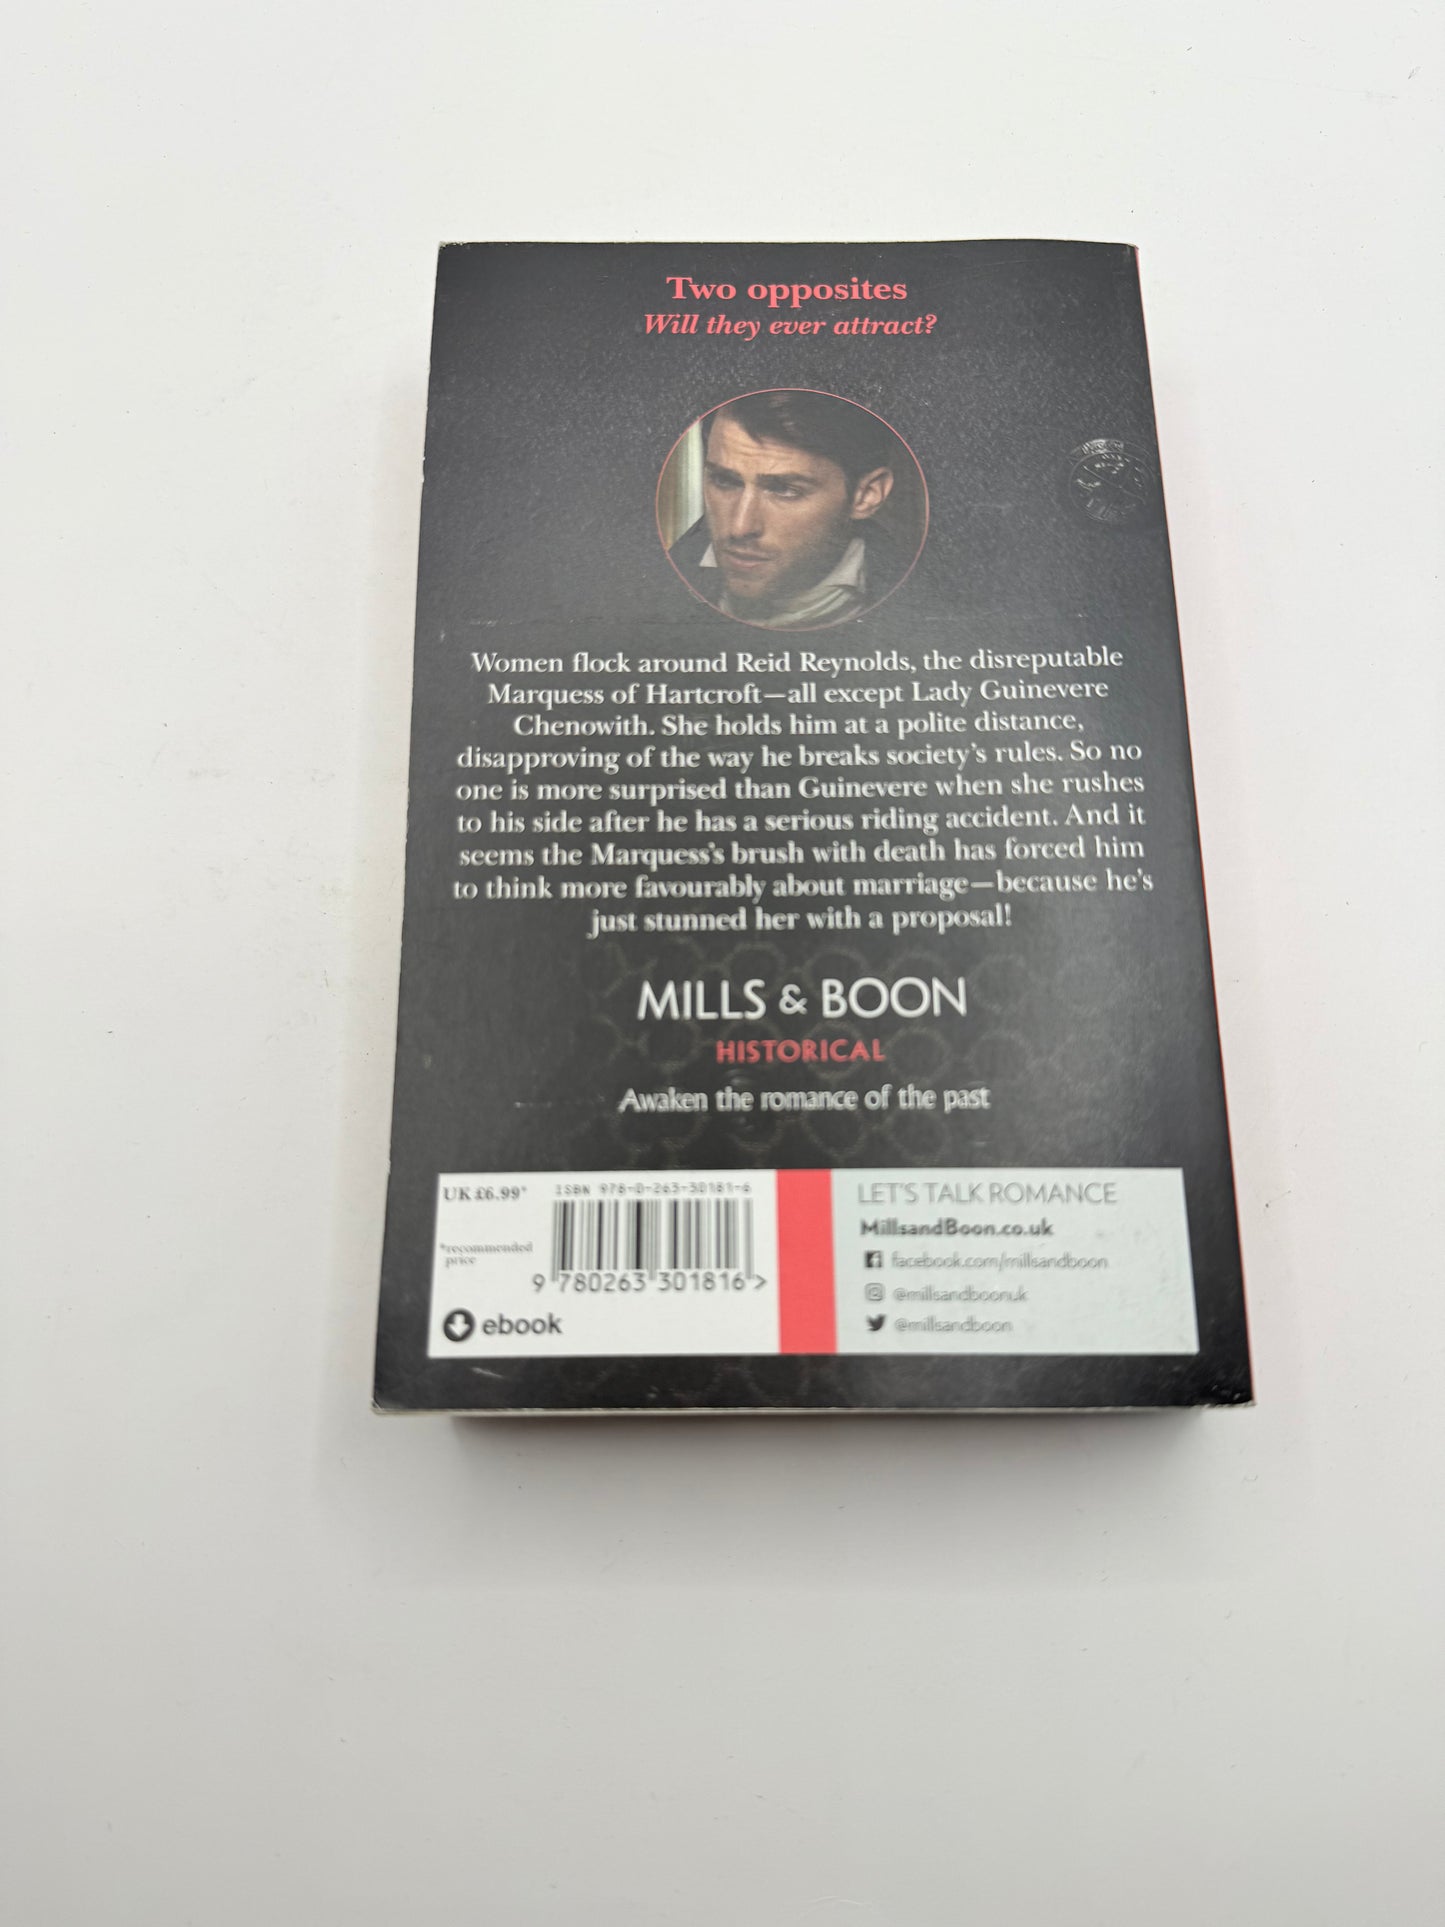 Two opposites
Will they ever attract?
Women flock around Reid Reynolds, the disreputable
Marquess of Hartcroft—all except Lady Guinevere
Chenowith. She holds him at a polite distance,
disapproving of the way he breaks society's rules. So no
one is more surprised than Guinevere when she rushes
to his side after he has a serious riding accident. And it
seems the Marquess's brush with death has forced him
to think more favourably about marriage—because he's
just stunned her with a proposal!
MILLS & BOON
HISTORICAL
Awaken the romance of the past
UK £6.99*
ISBN 978-0-263-30181-6
*recommended
price
9 780263 301816 >
ebook
LET'S TALK ROMANCE
MillsandBoon.co.uk
facebook.com/millsandboon
@millsandboonuk
@millsandboon